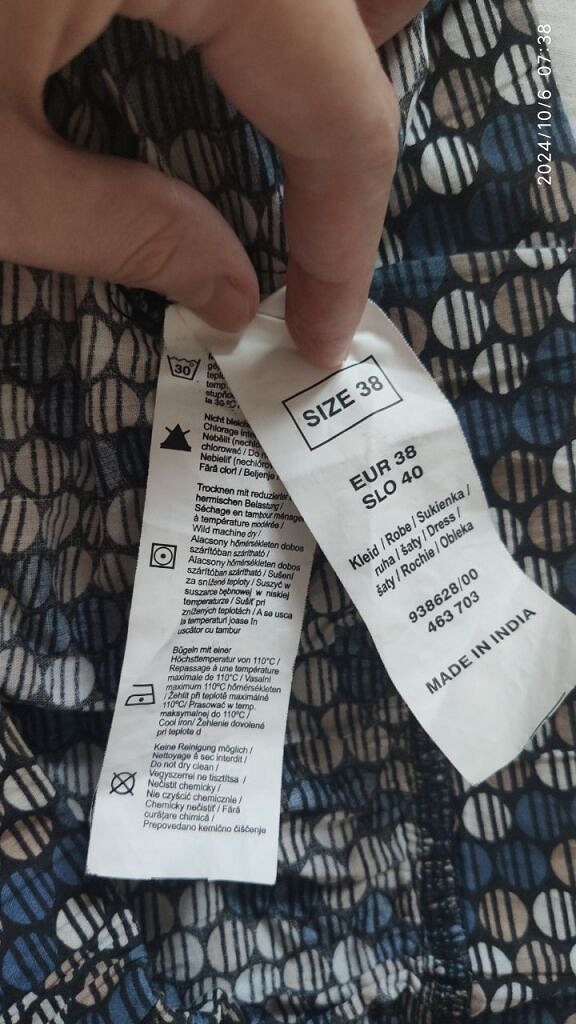 2024/10/6 07:38
30
la 30°C
Nicht bleich
Chlorage inte
Nebělit (nechlo
chlorować / Do n
Nebieliť (nechlórov
Fără clor! / Beljenje
Trocknen mit reduzier
hermischen Belastung /
Séchage en tambour ménage
à température modérée /
Wild machine dry /
Alacsony hőmérsékleten dobos
szárítóban szárítható /
Alacsony hőmérsékleten dobos
szárítóban szárítható / Sušení
za snížené teploty / Suszyć w
suszarce bębnowej w niskiej
temperaturze / Sušiť pri
znížených teplotách / A se usca
la temperaturi joase în
uscător cu tambur
Bügeln mit einer
Höchsttemperatur von 110°C /
Repassage à une température
maximale de 110°C / Vasalni
maximum 110ºC hőmérsékleten
/ Žehlit při teplotě maximálně
110°C/ Prasować w temp.
maksymalnej do 110°C /
Cool iron/ Žehlenie dovolené
pri teplote d
Keine Reinigung möglich /
Nettoyage à sec interdit /
Do not dry clean /
Vegyszerrel ne tisztítsa /
Nečistit chemicky /
Nie czyścić chemicznie /
Chemicky nečistiť / Fără
curăţare chimică /
Prepovedano kemično čiščenje
SIZE 38
EUR 38
SLO 40
Kleid / Robe / Sukienka /
ruha / šaty / Dress /
šaty / Rochie / Obleka
938628/00
463 703
MADE IN INDIA